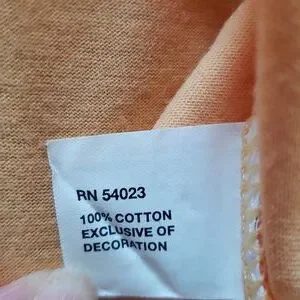 RN 54023
100% COTTON
EXCLUSIVE OF
DECORATION